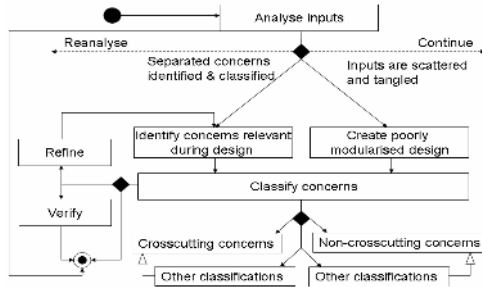 Analyse Inputs
Reanalyse
Continue
Separated concerns
identified & classified
Inputs are scattered
and tangled
Identify concerns relevant
during design
Create poorly
modularised design
Refine
Classify concerns
Verify
Crosscutting concerns
Non-crosscutting concerns
Other classifications
Other classifications